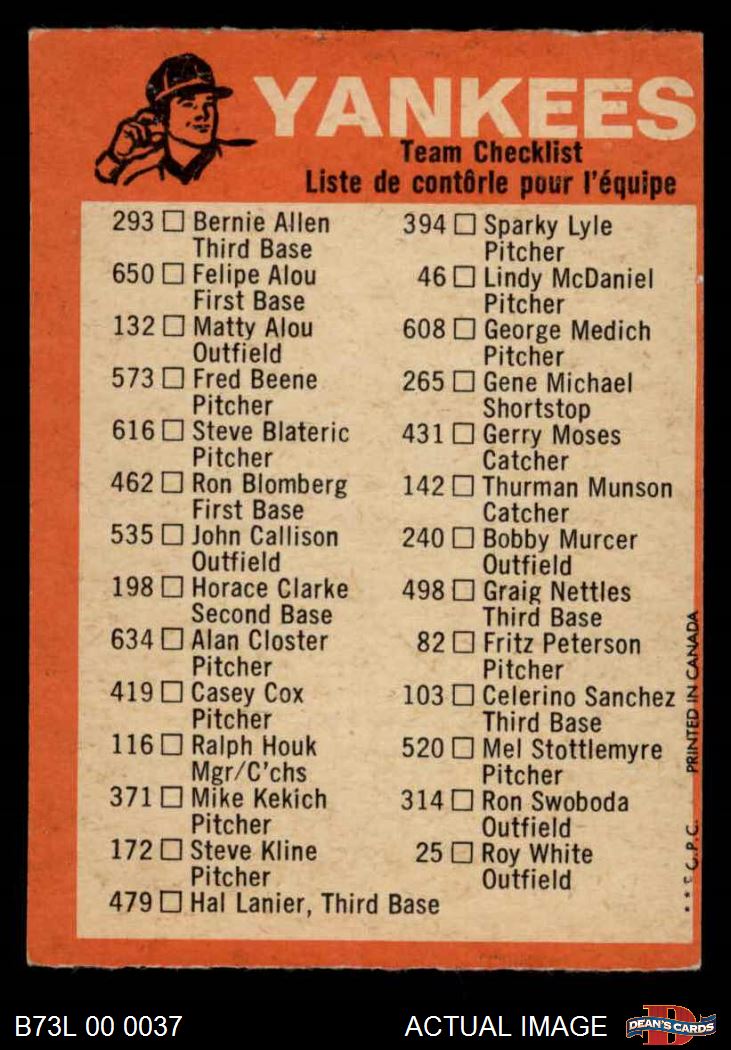 YANKEES
Team Checklist
Liste de contôrle pour l'équipe
293 □ Bernie Allen
Third Base
650 □ Felipe Alou
First Base
132 □ Matty Alou
Outfield
573 □ Fred Beene
Pitcher
616 □ Steve Blateric
Pitcher
462 □ Ron Blomberg
First Base
535 □ John Callison
Outfield
198 □ Horace Clarke
Second Base
634 □ Alan Closter
Pitcher
419 □ Casey Cox
Pitcher
116 □ Ralph Houk
Mgr/C'chs
371 □ Mike Kekich
Pitcher
172 □ Steve Kline
Pitcher
479 □ Hal Lanier, Third Base
394 □ Sparky Lyle
Pitcher
46 □ Lindy McDaniel
Pitcher
608 □ George Medich
Pitcher
265 □ Gene Michael
Shortstop
431 □ Gerry Moses
Catcher
142 □ Thurman Munson
Catcher
240 □ Bobby Murcer
Outfield
498 □ Graig Nettles
Third Base
82 □ Fritz Peterson
Pitcher
103 □ Celerino Sanchez
Third Base
520 □ Mel Stottlemyre
Pitcher
314 □ Ron Swoboda
Outfield
25 □ Roy White
Outfield
**© C.P.C. PRINTED IN CANADA
B73L 00 0037
ACTUAL IMAGE
DEAN'S CARDS